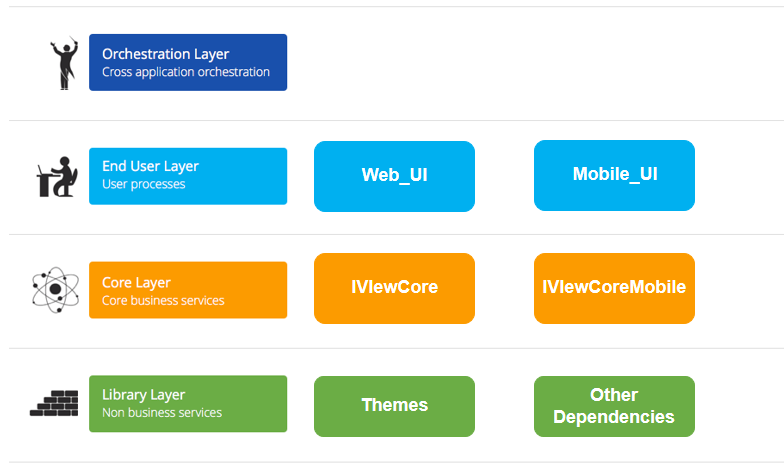 Orchestration Layer
Cross application orchestration
End User Layer
User processes
Web_UI
Mobile_UI
Core Layer
Core business services
IVIewCore
IVIewCoreMobile
Library Layer
Non business services
Themes
Other
Dependencies